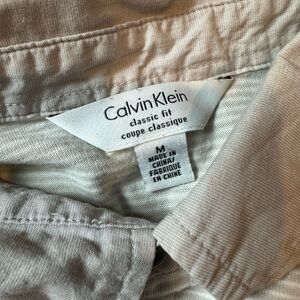 Calvin Klein
classic fit
coupe classique
M
MADE IN
CHINA/
FABRIQUÉ
EN CHINE